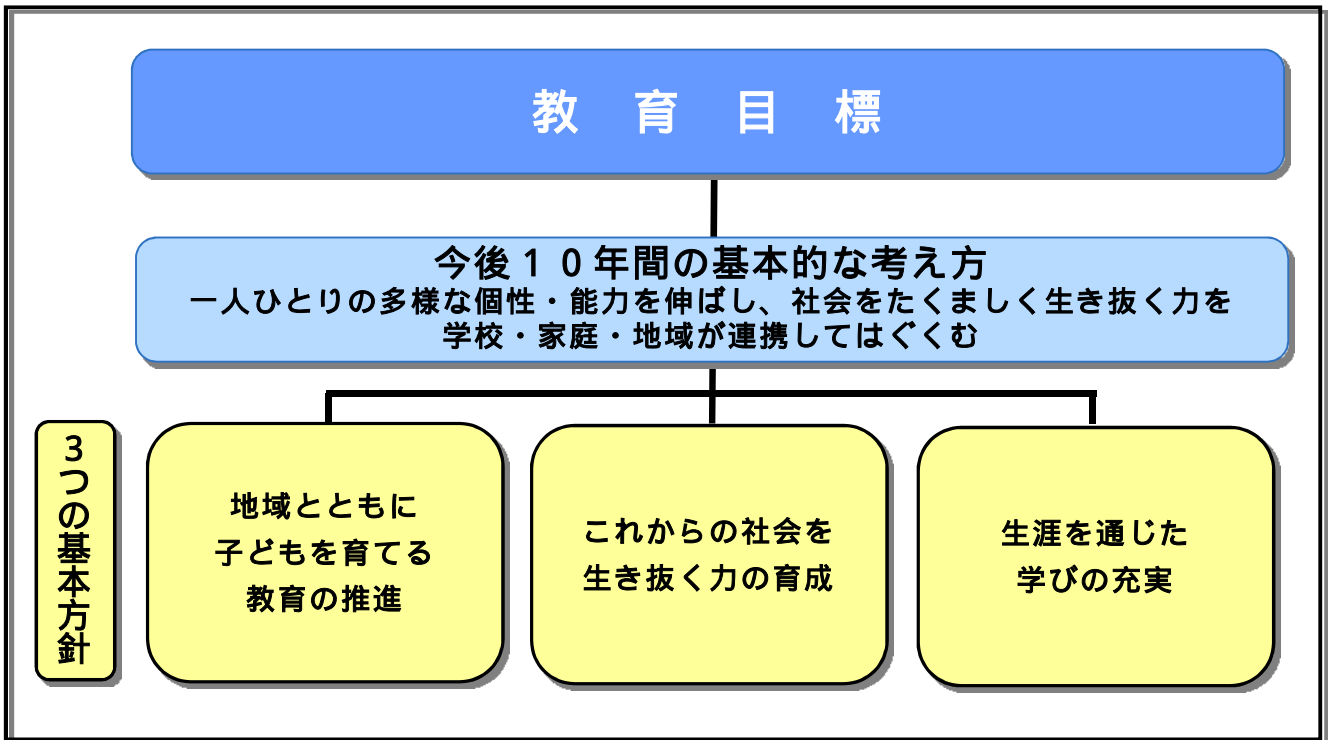 教　育　目　標
今後１０年間の基本的な考え方
一人ひとりの多様な個性・能力を伸ばし、社会をたくましく生き抜く力を
学校・家庭・地域が連携してはぐくむ
３つの基本方針
地域とともに
子どもを育てる
教育の推進
これからの社会を
生き抜く力の育成
生涯を通じた
学びの充実